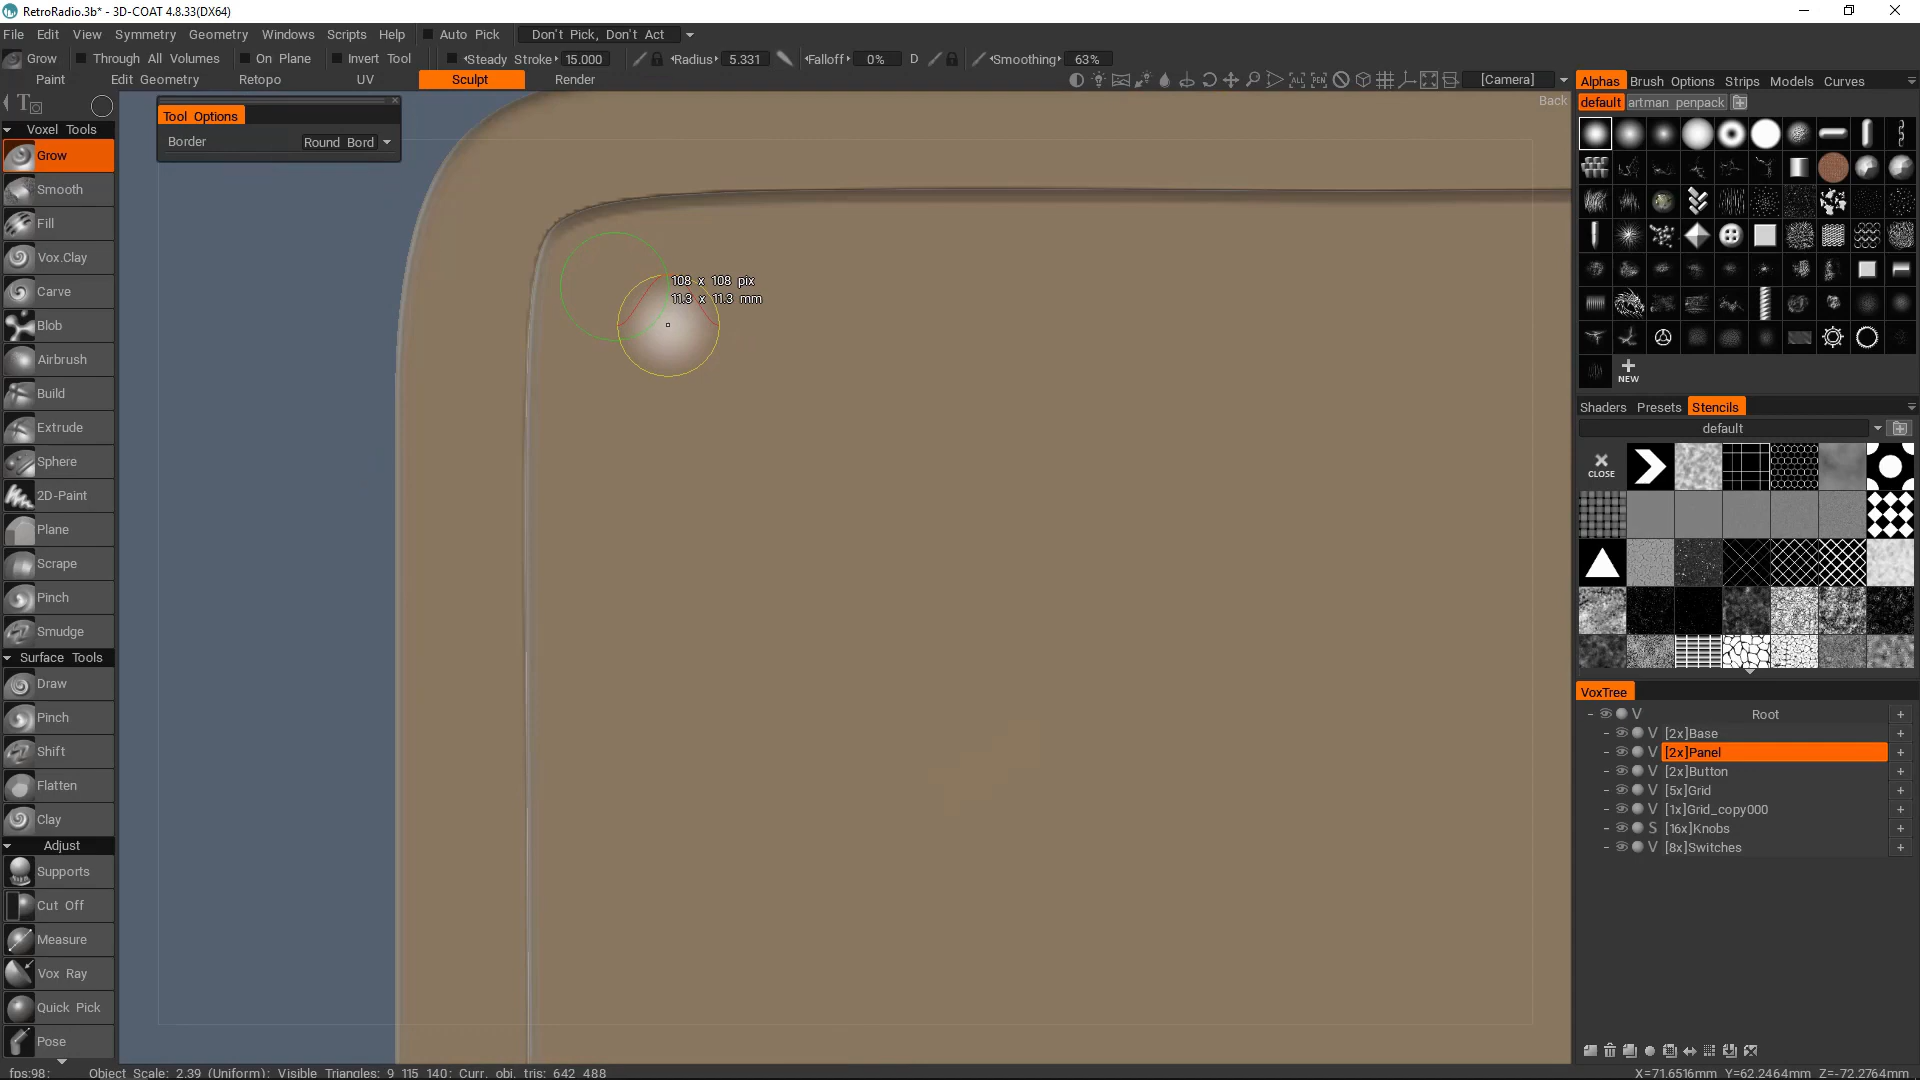 RetroRadio.3b* - 3D-COAT 4.8.33(DX64)
File Edit View Symmetry Geometry Windows Scripts Help Auto Pick Don't Pick, Don't Act
Grow Through All Volumes On Plane Invert Tool Steady Stroke 15.000 Radius 5.331 Falloff 0% D Smoothing 63%
Paint Edit Geometry Retopo UV Sculpt Render [Camera]
Back
Tool Options
Border Round Bord
108 x 108 pix
11.3 x 11.3 mm
Voxel Tools
Grow
Smooth
Fill
Vox.Clay
Carve
Blob
Airbrush
Build
Extrude
Sphere
2D-Paint
Plane
Scrape
Pinch
Smudge
Surface Tools
Draw
Pinch
Shift
Flatten
Clay
Adjust
Supports
Cut Off
Measure
Vox Ray
Quick Pick
Pose
Alphas Brush Options Strips Models Curves
default artman penpack
NEW
Shaders Presets Stencils
default
CLOSE
VoxTree
V Root
V [2x]Base
V [2x]Panel
V [2x]Button
V [5x]Grid
V [1x]Grid_copy000
S [16x]Knobs
V [8x]Switches
fps:98; Object Scale: 2.39 (Uniform); Visible Triangles: 9 115 140; Curr. obj. tris: 642 488
X=71.6516mm Y=62.2464mm Z=-72.2764mm